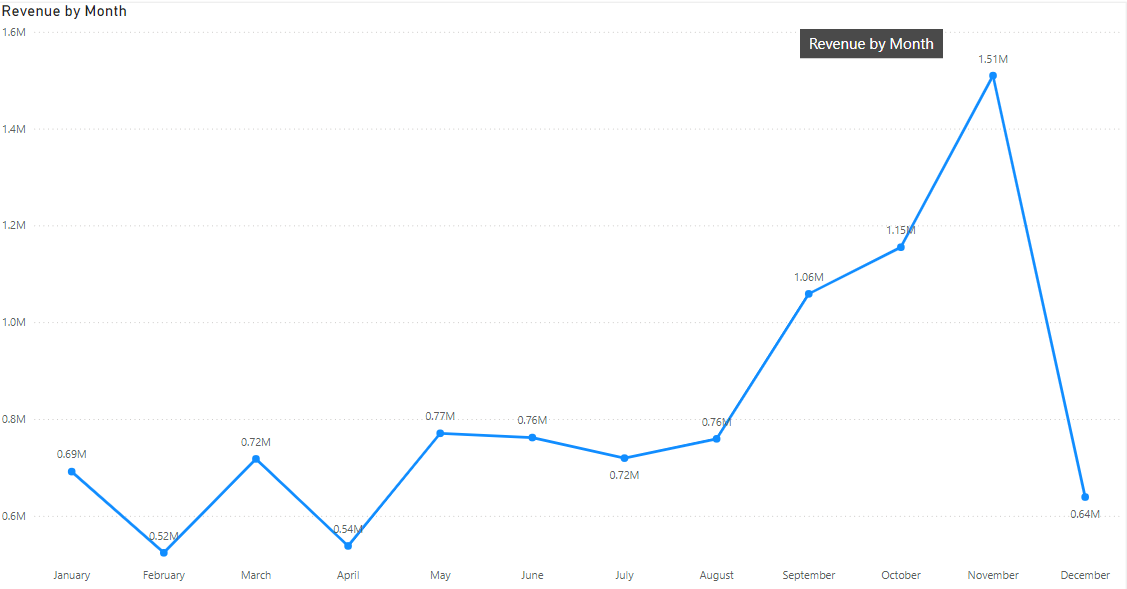 Revenue by Month
1.6M
Revenue by Month
1.51M
1.4M
1.2M
1.15M
1.06M
1.0M
0.8M
0.77M
0.76M
0.76M
0.72M
0.69M
0.72M
0.6M
0.54M
0.52M
0.64M
January February March April May June July August September October November December